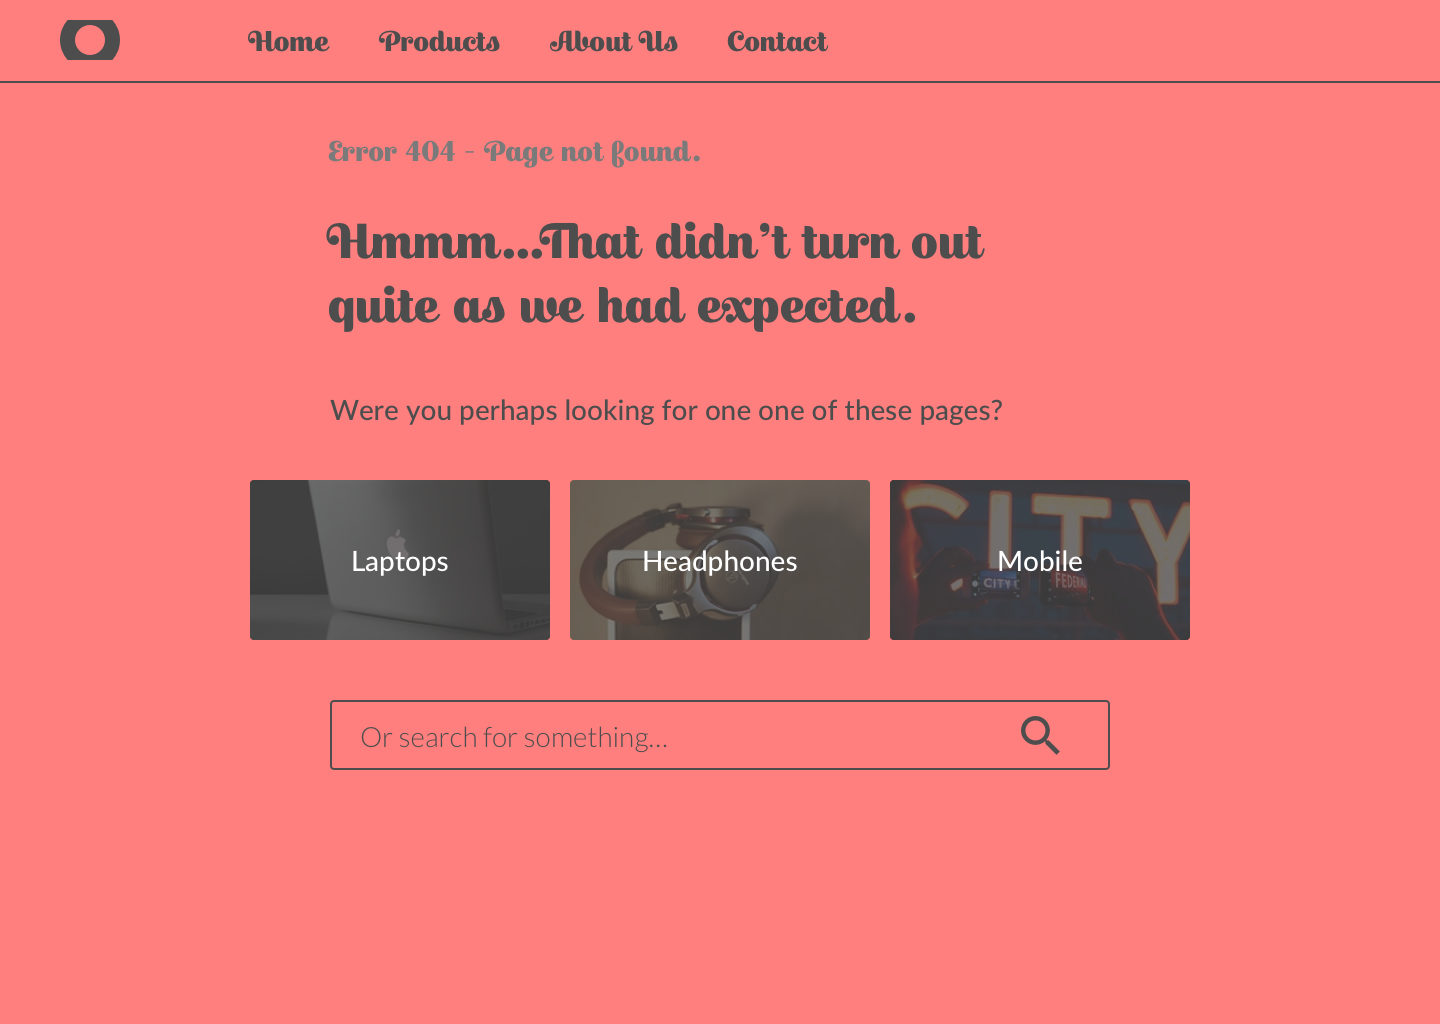 Home Products About Us Contact
Error 404 - Page not found.
Hmmm...That didn't turn out
quite as we had expected.
Were you perhaps looking for one one of these pages?
CITY
Laptops Headphones Mobile
CITY FEDERAL
Or search for something...